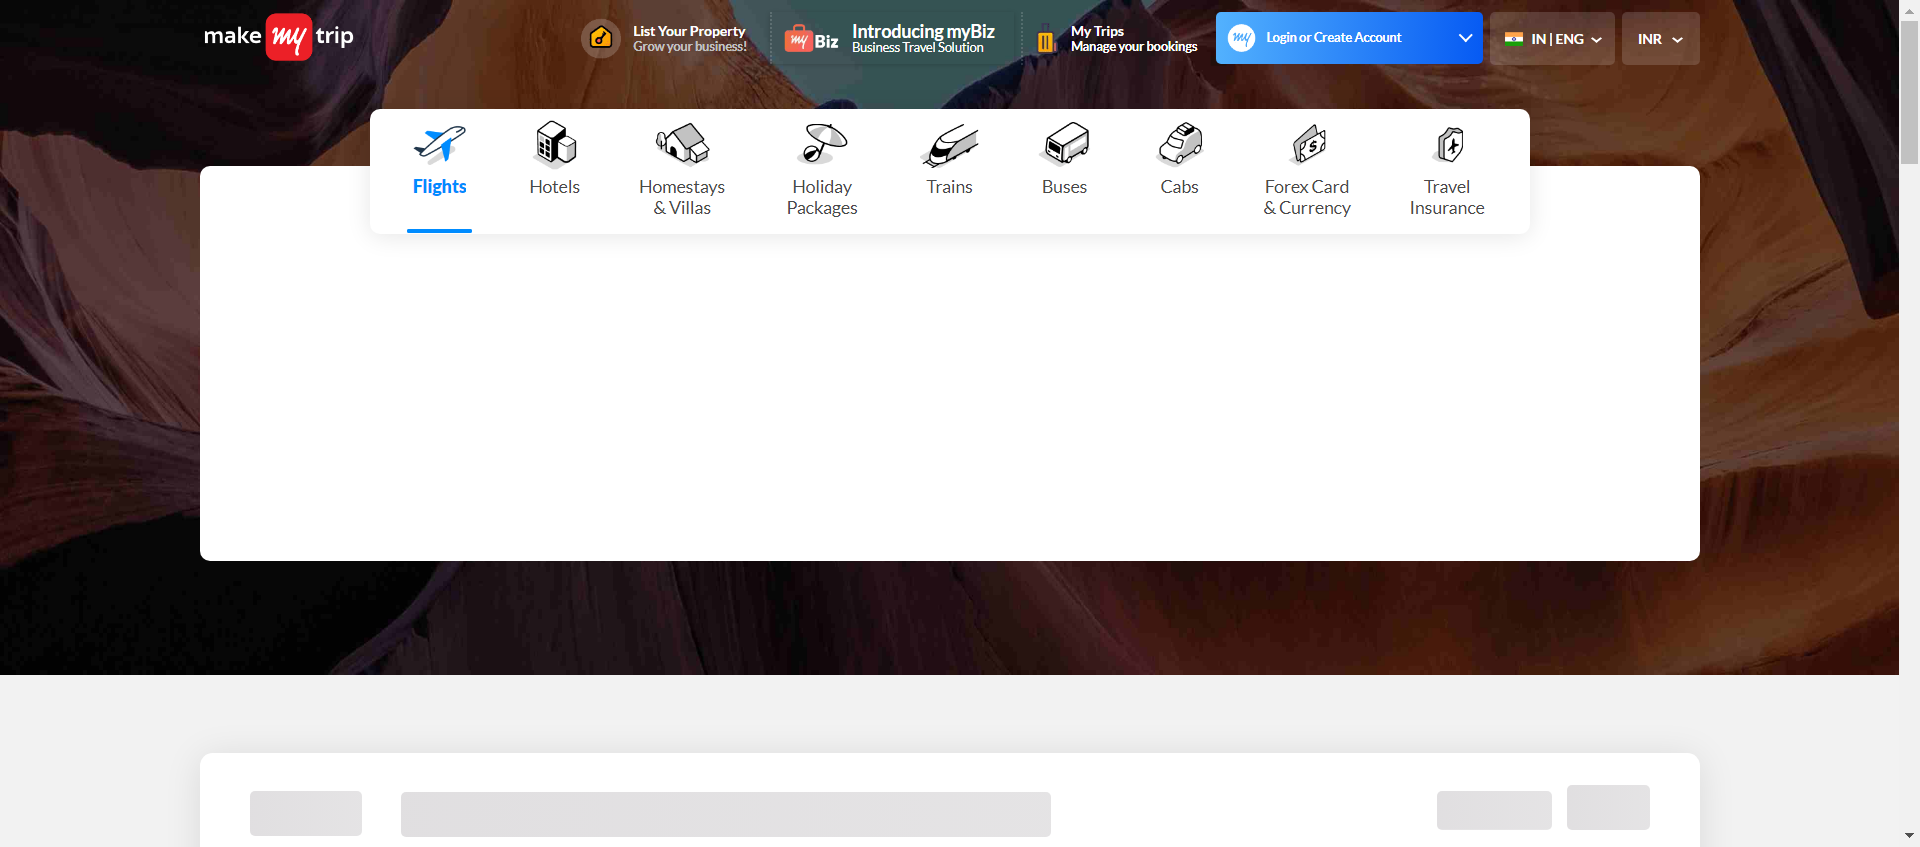 make my trip
List Your Property
Grow your business!
my Biz
Introducing myBiz
Business Travel Solution
My Trips
Manage your bookings
my
Login or Create Account
IN | ENG
INR
Flights
Hotels
Homestays
& Villas
Holiday
Packages
Trains
Buses
Cabs
Forex Card
& Currency
Travel
Insurance